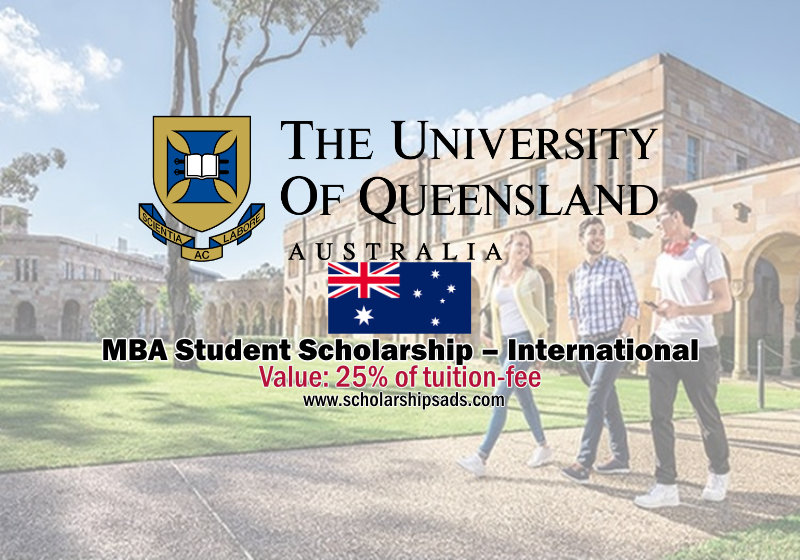 THE UNIVERSITY
OF QUEENSLAND
AUSTRALIA
SCIENTIA
AC
LABORE
MBA Student Scholarship – International
Value: 25% of tuition-fee
www.scholarshipsads.com